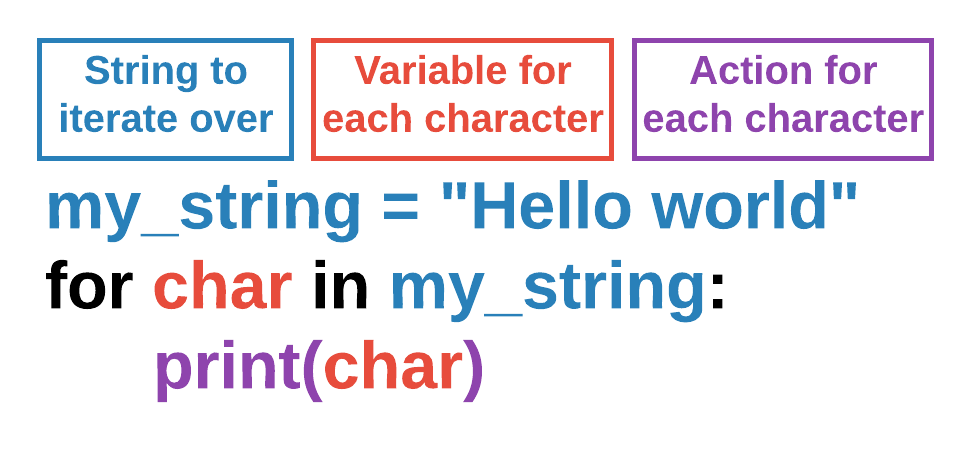 String to
iterate over
Variable for
each character
Action for
each character
my_string = "Hello world"
for char in my_string:
print(char)